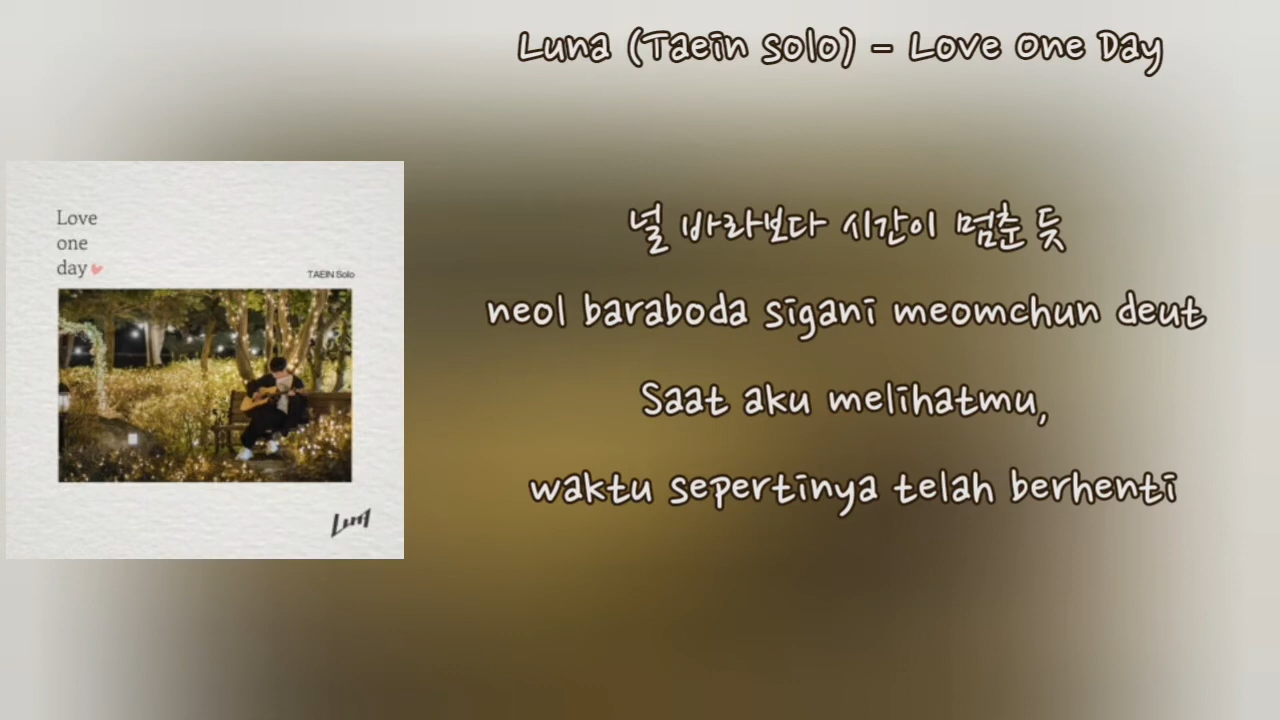 Luna (Taein Solo) - Love One Day
Love
one
day
TAEIN Solo
Luna
널 바라보다 시간이 멈춘 듯
neol baraboda sigani meomchun deut
Saat aku melihatmu,
waktu sepertinya telah berhenti